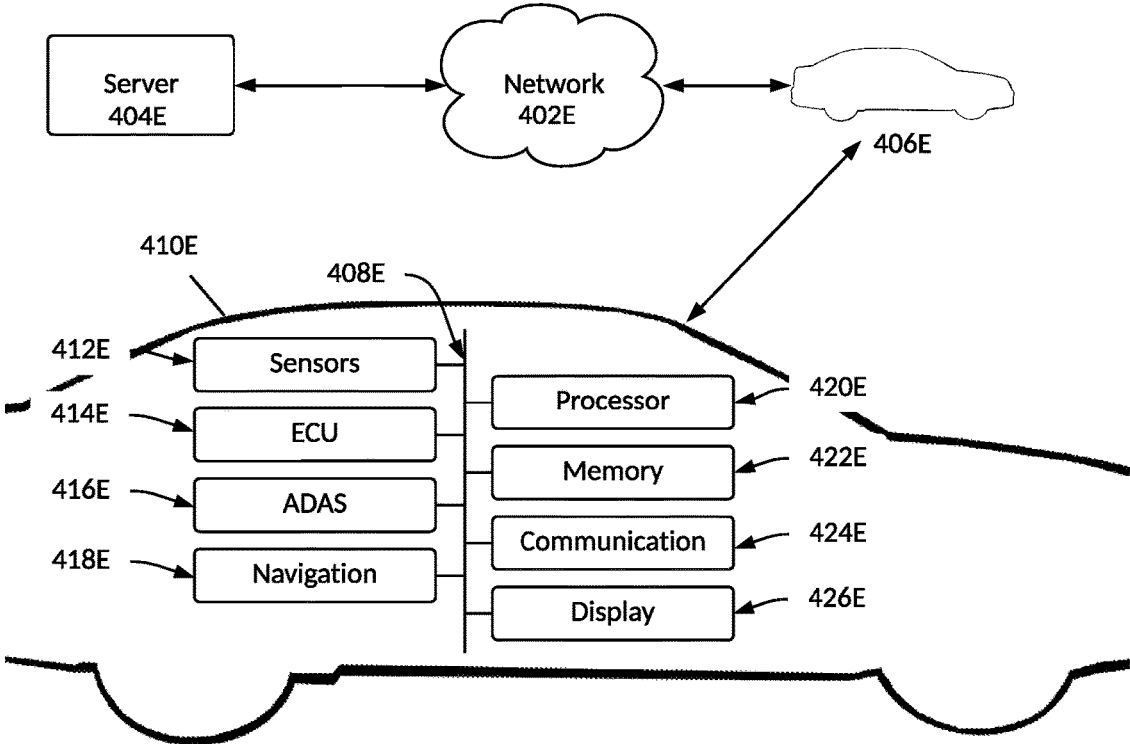 Server
404E
Network
402E
406E
410E
408E
412E
Sensors
Processor
420E
414E
ECU
Memory
422E
416E
ADAS
Communication
424E
418E
Navigation
Display
426E